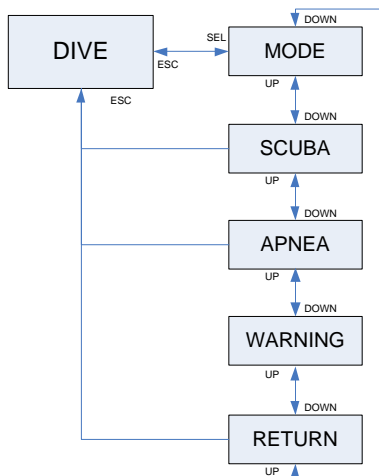 DOWN
DIVE
SEL
MODE
ESC
UP
DOWN
ESC
SCUBA
UP
DOWN
APNEA
UP
DOWN
WARNING
UP
DOWN
RETURN
UP